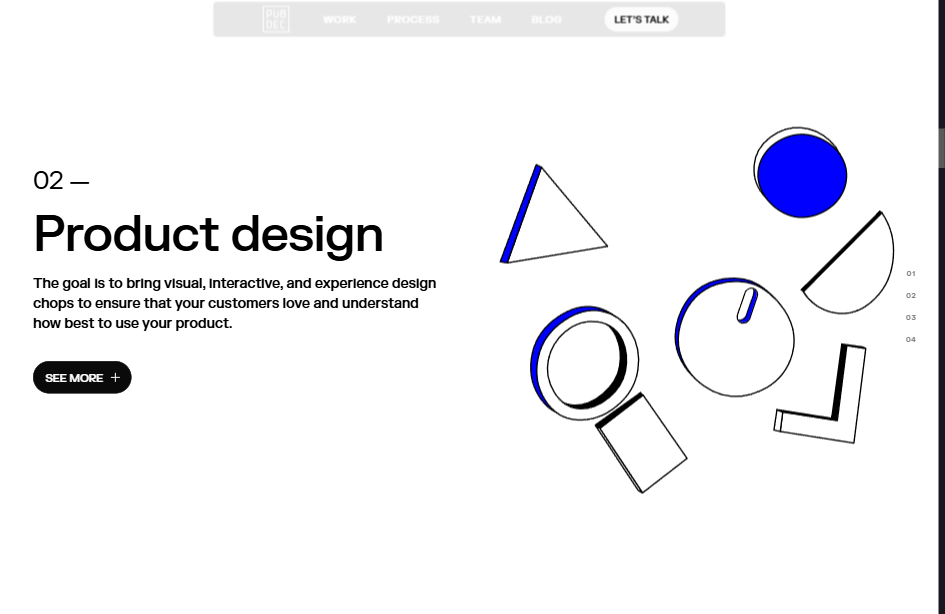 PUB
DEC
WORK
PROCESS
TEAM
BLOG
LET'S TALK
02 —
Product design
The goal is to bring visual, interactive, and experience design
chops to ensure that your customers love and understand
how best to use your product.
SEE MORE +
01
02
03
04